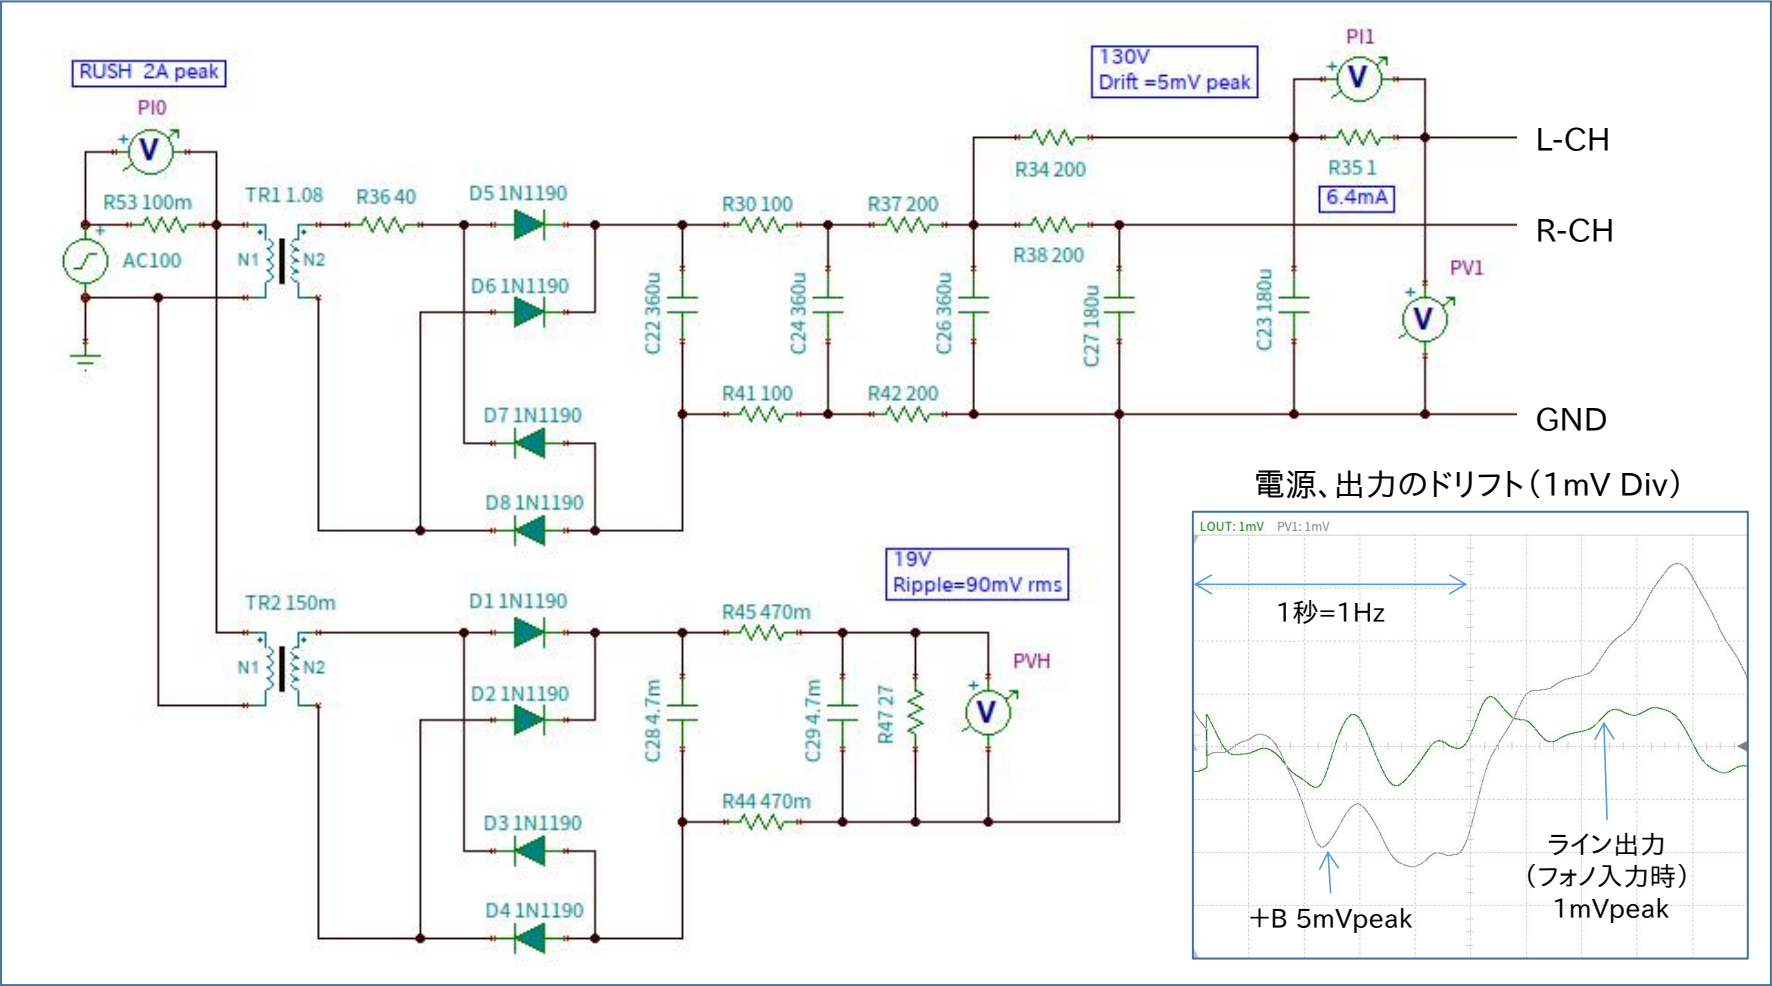 RUSH 2A peak
PI0
V
R53 100m
AC100
TR1 1.08
N1
N2
R36 40
D5 1N1190
D6 1N1190
D7 1N1190
D8 1N1190
C22 360u
R30 100
R41 100
C24 360u
R37 200
R42 200
C26 360u
130V
Drift =5mV peak
R34 200
R38 200
C27 180u
C23 180u
PI1
V
R35 1
6.4mA
PV1
V
L-CH
R-CH
GND
TR2 150m
N1
N2
D1 1N1190
D2 1N1190
D3 1N1190
D4 1N1190
C28 4.7m
R45 470m
R44 470m
C29 4.7m
R47 27
19V
Ripple=90mV rms
PVH
V
電源、出力のドリフト（1mV Div）
LOUT: 1mV PV1: 1mV
1秒=1Hz
＋B 5mVpeak
ライン出力
（フォノ入力時）
1mVpeak